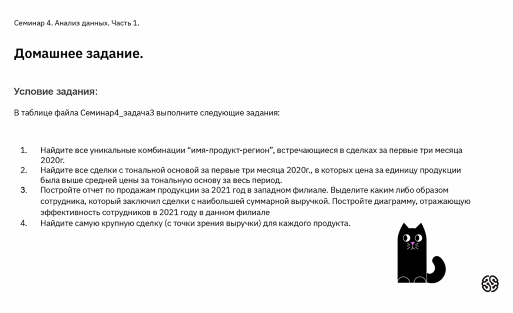 Семинар 4. Анализ данных. Часть 1.
Домашнее задание.
Условие задания:
В таблице файла Семинар4_задача3 выполните следующие задания:
1. Найдите все уникальные комбинации “имя-продукт-регион”, встречающиеся в сделках за первые три месяца
2020г.
2. Найдите все сделки с тональной основой за первые три месяца 2020г., в которых цена за единицу продукции
была выше средней цены за тональную основу за весь период.
3. Постройте отчет по продажам продукции за 2021 год в западном филиале. Выделите каким либо образом
сотрудника, который заключил сделки с наибольшей суммарной выручкой. Постройте диаграмму, отражающую
эффективность сотрудников в 2021 году в данном филиале
4. Найдите самую крупную сделку (с точки зрения выручки) для каждого продукта.